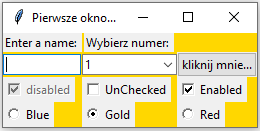 Pierwsze okno...
Enter a name: Wybierz numer:
1 kliknij mnie...
disabled UnChecked Enabled
Blue Gold Red